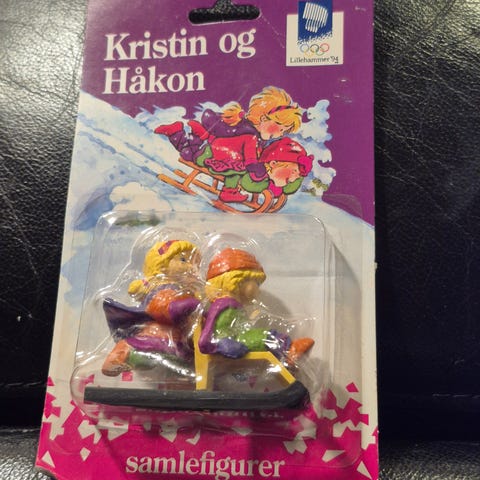 Kristin og
Håkon
Lillehammer '94
samlefigurer